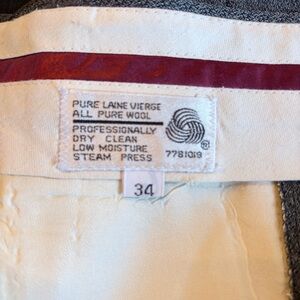 PURE LAINE VIERGE
ALL PURE WOOL
PROFESSIONALLY
DRY CLEAN
LOW MOISTURE
STEAM PRESS
7781019
®
34